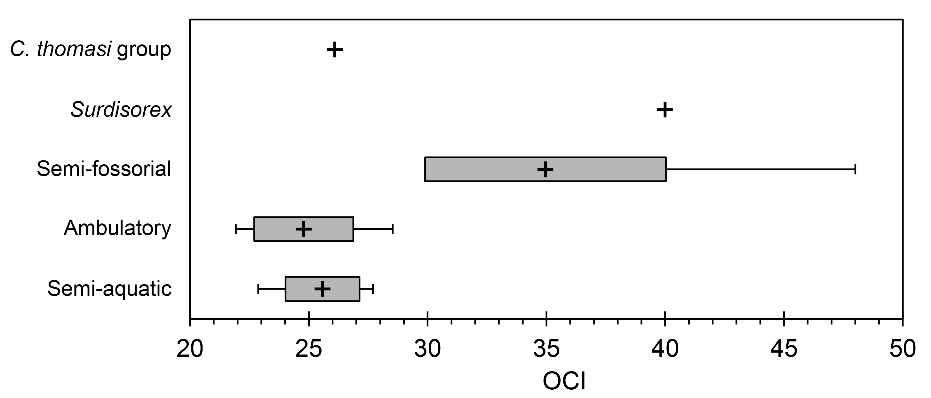 C. thomasi group
Surdisorex
Semi-fossorial
Ambulatory
Semi-aquatic
20 25 30 35 40 45 50
OCI